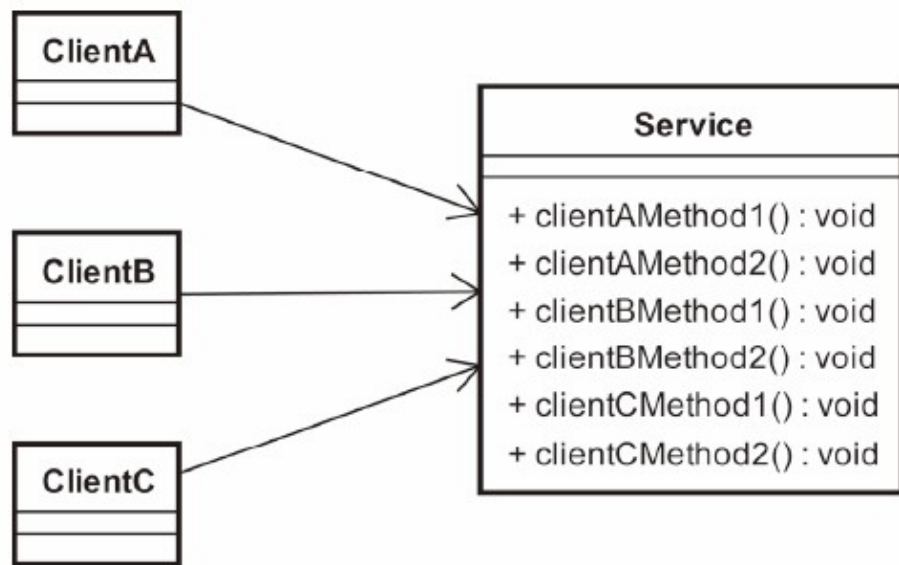 ClientA
ClientB
ClientC
Service
+ clientAMethod1() : void
+ clientAMethod2() : void
+ clientBMethod1() : void
+ clientBMethod2() : void
+ clientCMethod1() : void
+ clientCMethod2() : void